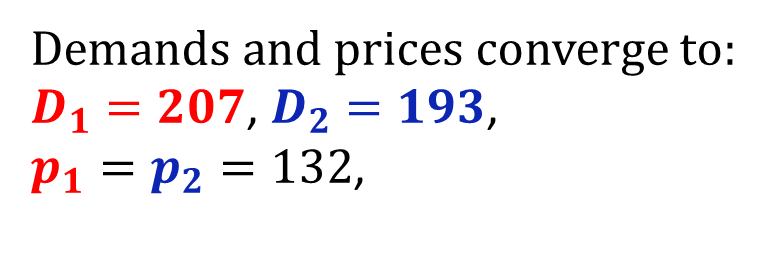 Demands and prices converge to:
D₁ = 207, D₂ = 193,
p₁ = p₂ = 132,